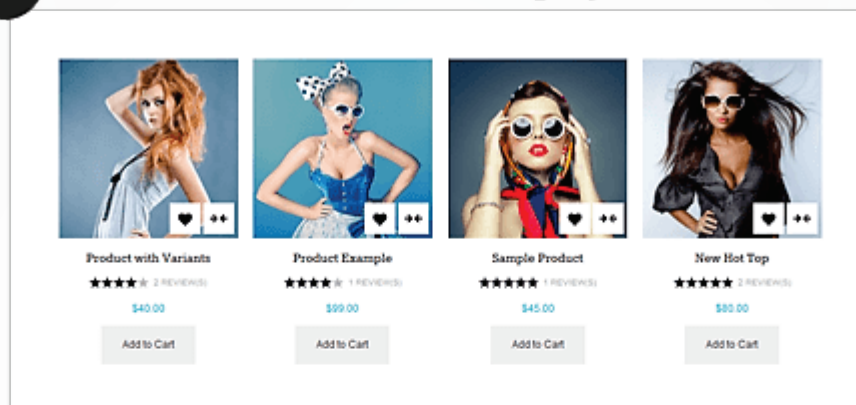 Product with Variants
2 REVIEW(S)
$40.00
Add to Cart
Product Example
1 REVIEW(S)
$99.00
Add to Cart
Sample Product
1 REVIEW(S)
$45.00
Add to Cart
New Hot Top
2 REVIEW(S)
$80.00
Add to Cart